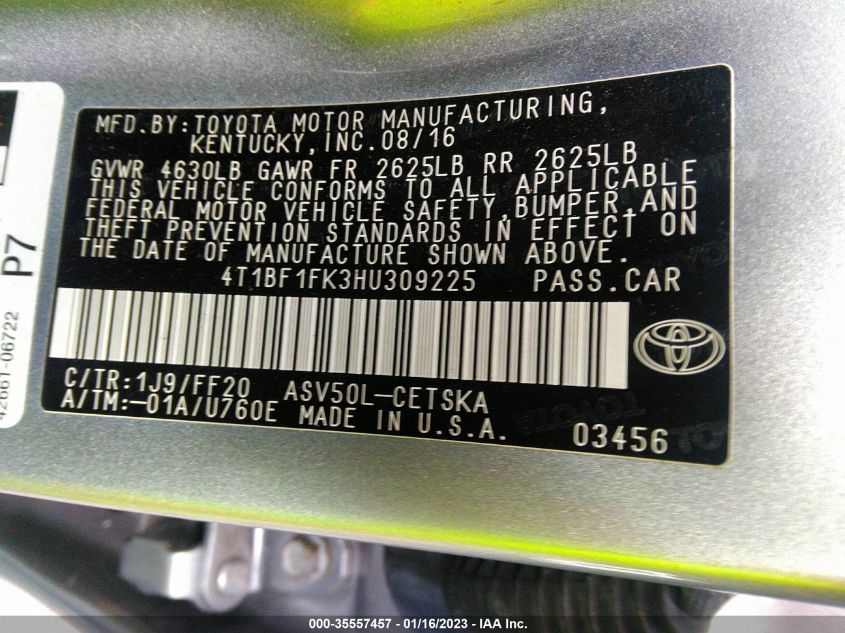 MFD.BY:TOYOTA MOTOR MANUFACTURING,
KENTUCKY,INC.08/16
GVWR 4630LB GAWR FR 2625LB RR 2625LB
THIS VEHICLE CONFORMS TO ALL APPLICABLE
FEDERAL MOTOR VEHICLE SAFETY,BUMPER,AND
THEFT PREVENTION STANDARDS IN EFFECT ON
THE DATE OF MANUFACTURE SHOWN ABOVE.
4T1BF1FK3HU309225 PASS.CAR
C/TR:1J9/FF20 ASV50L-CETSKA
A/TM:-01A/U760E MADE IN U.S.A. 03456
P7
42661-06722
000-35557457 - 01/16/2023 - IAA Inc.